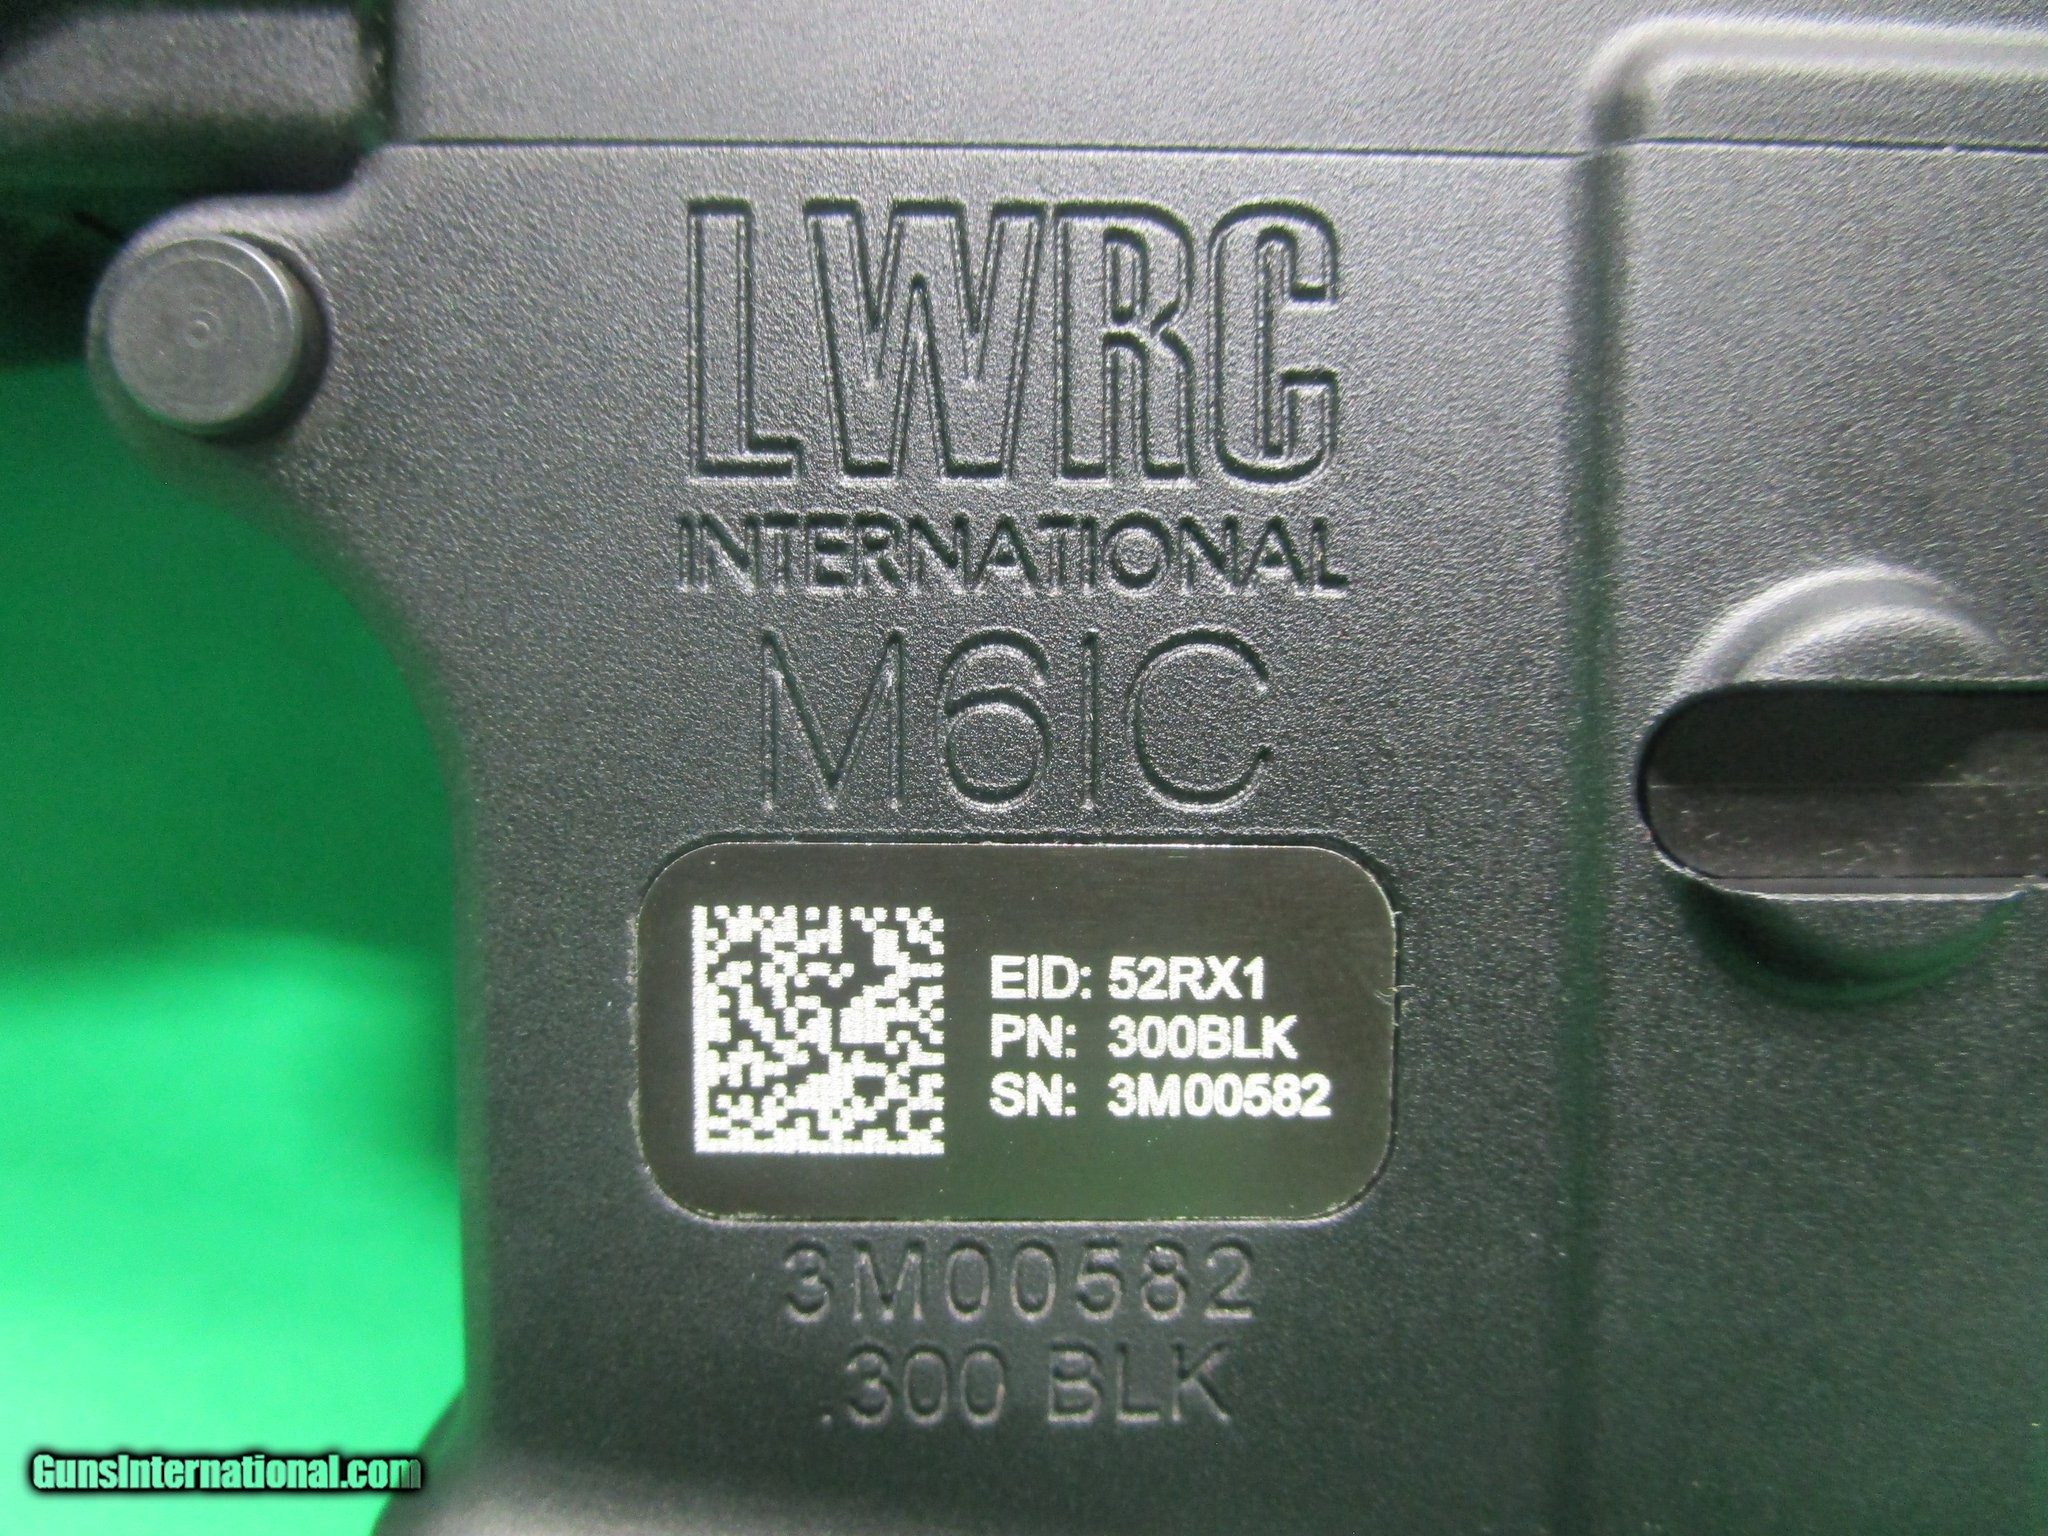 LWRC
INTERNATIONAL
M6IC
EID: 52RX1
PN: 300BLK
SN: 3M00582
3M00582
.300 BLK
GunsInternational.com